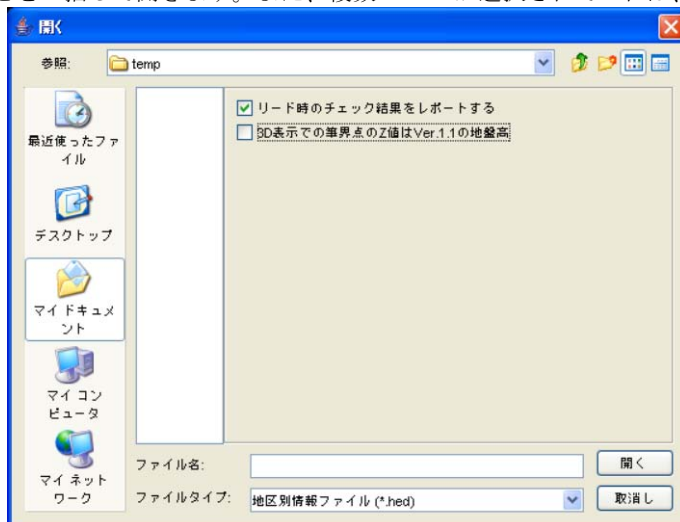 開く
参照:
temp
リード時のチェック結果をレポートする
3D表示での筆界点のZ値はVer.1.1の地盤高
最近使ったファ
イル
デスクトップ
マイ ドキュメ
ント
マイ コン
ピュータ
マイ ネット
ワーク
ファイル名:
開く
ファイルタイプ:
地区別情報ファイル (*.hed)
取消し